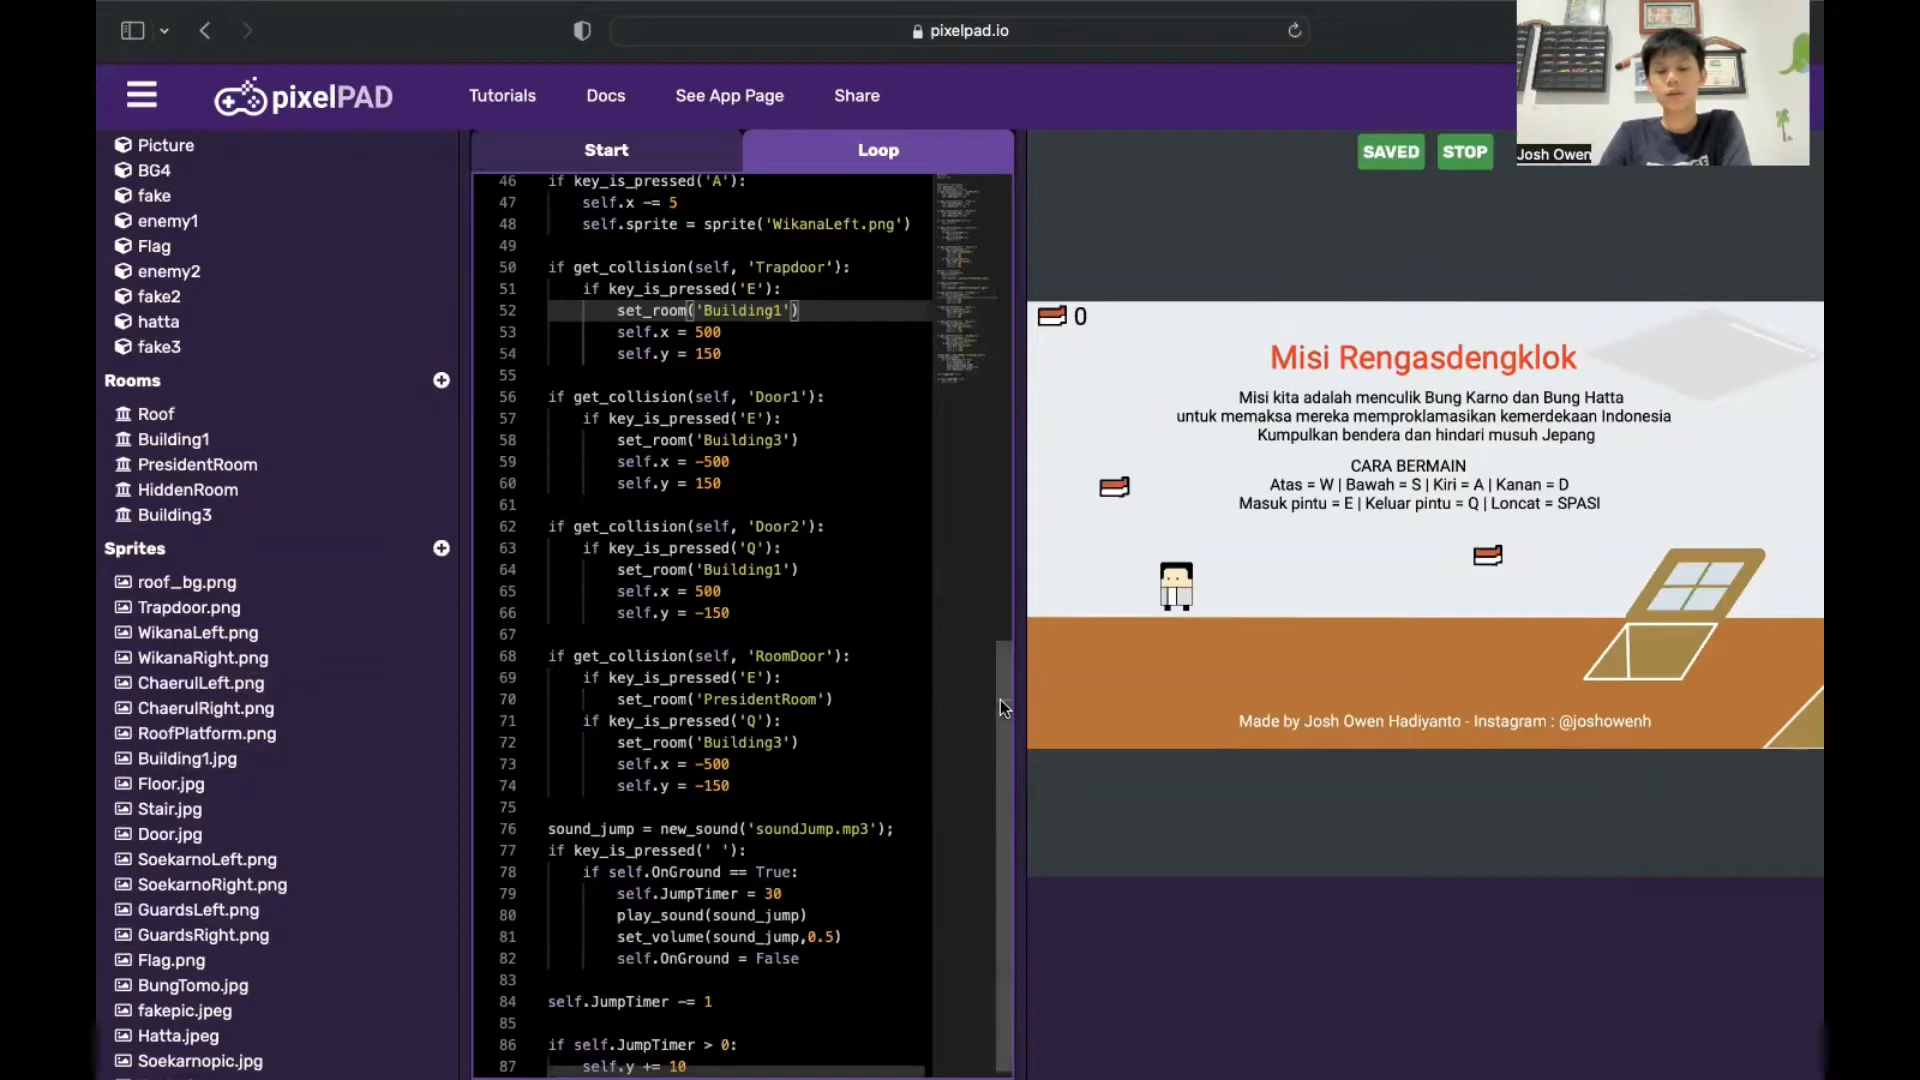 pixelpad.io
pixelPAD
Tutorials
Docs
See App Page
Share
Josh Owen
Picture
BG4
fake
enemy1
Flag
enemy2
fake2
hatta
fake3
Rooms
Roof
Building1
PresidentRoom
HiddenRoom
Building3
Sprites
roof_bg.png
Trapdoor.png
WikanaLeft.png
WikanaRight.png
ChaerulLeft.png
ChaerulRight.png
RoofPlatform.png
Building1.jpg
Floor.jpg
Stair.jpg
Door.jpg
SoekarnoLeft.png
SoekarnoRight.png
GuardsLeft.png
GuardsRight.png
Flag.png
BungTomo.jpg
fakepic.jpeg
Hatta.jpeg
Soekarnopic.jpg
Start
Loop
46 if key_is_pressed('A'):
47 self.x -= 5
48 self.sprite = sprite('WikanaLeft.png')
49
50 if get_collision(self, 'Trapdoor'):
51 if key_is_pressed('E'):
52 set_room('Building1')
53 self.x = 500
54 self.y = 150
55
56 if get_collision(self, 'Door1'):
57 if key_is_pressed('E'):
58 set_room('Building3')
59 self.x = -500
60 self.y = 150
61
62 if get_collision(self, 'Door2'):
63 if key_is_pressed('Q'):
64 set_room('Building1')
65 self.x = 500
66 self.y = -150
67
68 if get_collision(self, 'RoomDoor'):
69 if key_is_pressed('E'):
70 set_room('PresidentRoom')
71 if key_is_pressed('Q'):
72 set_room('Building3')
73 self.x = -500
74 self.y = -150
75
76 sound_jump = new_sound('soundJump.mp3');
77 if key_is_pressed(' '):
78 if self.OnGround == True:
79 self.JumpTimer = 30
80 play_sound(sound_jump)
81 set_volume(sound_jump,0.5)
82 self.OnGround = False
83
84 self.JumpTimer -= 1
85
86 if self.JumpTimer > 0:
87 self.y += 10
SAVED
STOP
0
Misi Rengasdengklok
Misi kita adalah menculik Bung Karno dan Bung Hatta
untuk memaksa mereka memproklamasikan kemerdekaan Indonesia
Kumpulkan bendera dan hindari musuh Jepang
CARA BERMAIN
Atas = W | Bawah = S | Kiri = A | Kanan = D
Masuk pintu = E | Keluar pintu = Q | Loncat = SPASI
Made by Josh Owen Hadiyanto - Instagram : @joshowenh